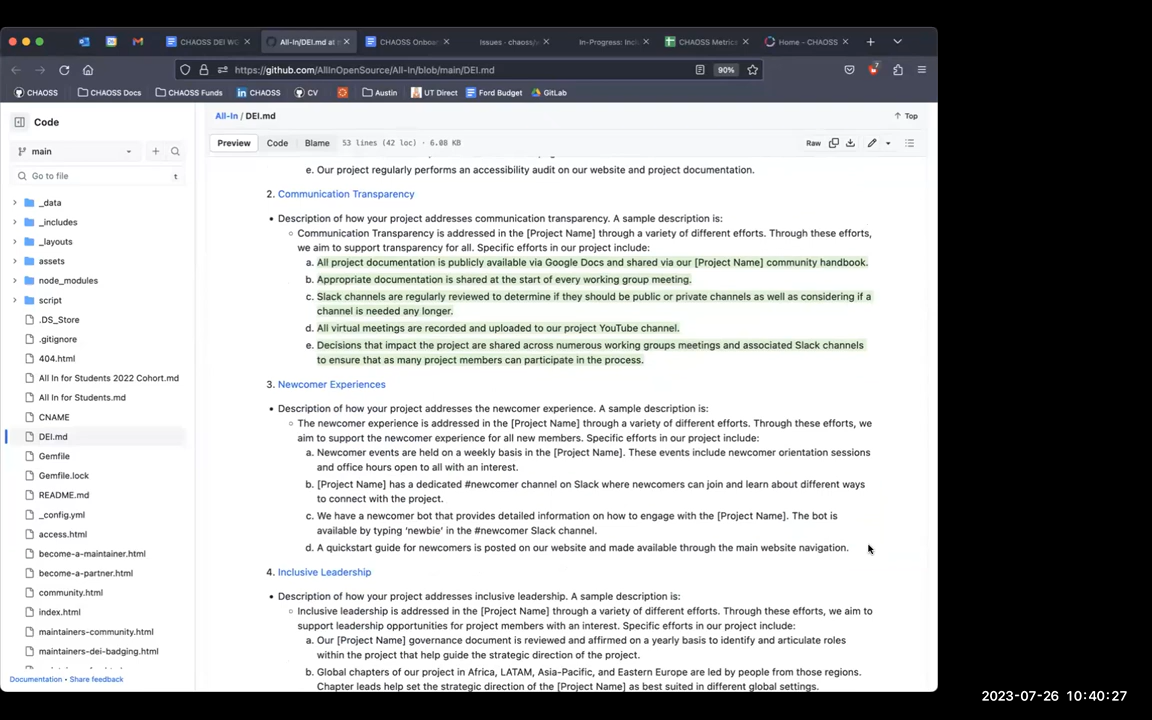 CHAOSS DEI WO
All-In/DEI.md at
CHAOSS Onboar
Issues · chaoss/w
In-Progress: Incl
CHAOSS Metrics
Home – CHAOSS
https://github.com/AllInOpenSource/All-In/blob/main/DEI.md
90%
CHAOSS
CHAOSS Docs
CHAOSS Funds
CHAOSS
CV
Austin
UT Direct
Ford Budget
GitLab
Code
All-In / DEI.md
Top
main
Preview
Code
Blame
53 lines (42 loc) · 6.08 KB
Raw
Go to file
t
_data
_includes
_layouts
assets
node_modules
script
.DS_Store
.gitignore
404.html
All In for Students 2022 Cohort.md
All In for Students.md
CNAME
DEI.md
Gemfile
Gemfile.lock
README.md
_config.yml
access.html
become-a-maintainer.html
become-a-partner.html
community.html
index.html
maintainers-community.html
maintainers-dei-badging.html
Documentation • Share feedback
e. Our project regularly performs an accessibility audit on our website and project documentation.
2. Communication Transparency
• Description of how your project addresses communication transparency. A sample description is:
○ Communication Transparency is addressed in the [Project Name] through a variety of different efforts. Through these efforts,
we aim to support transparency for all. Specific efforts in our project include:
a. All project documentation is publicly available via Google Docs and shared via our [Project Name] community handbook.
b. Appropriate documentation is shared at the start of every working group meeting.
c. Slack channels are regularly reviewed to determine if they should be public or private channels as well as considering if a
channel is needed any longer.
d. All virtual meetings are recorded and uploaded to our project YouTube channel.
e. Decisions that impact the project are shared across numerous working groups meetings and associated Slack channels
to ensure that as many project members can participate in the process.
3. Newcomer Experiences
• Description of how your project addresses the newcomer experience. A sample description is:
○ The newcomer experience is addressed in the [Project Name] through a variety of different efforts. Through these efforts, we
aim to support the newcomer experience for all new members. Specific efforts in our project include:
a. Newcomer events are held on a weekly basis in the [Project Name]. These events include newcomer orientation sessions
and office hours open to all with an interest.
b. [Project Name] has a dedicated #newcomer channel on Slack where newcomers can join and learn about different ways
to connect with the project.
c. We have a newcomer bot that provides detailed information on how to engage with the [Project Name]. The bot is
available by typing 'newbie' in the #newcomer Slack channel.
d. A quickstart guide for newcomers is posted on our website and made available through the main website navigation.
4. Inclusive Leadership
• Description of how your project addresses inclusive leadership. A sample description is:
○ Inclusive leadership is addressed in the [Project Name] through a variety of different efforts. Through these efforts, we aim to
support leadership opportunities for project members with an interest. Specific efforts in our project include:
a. Our [Project Name] governance document is reviewed and affirmed on a yearly basis to identify and articulate roles
within the project that help guide the strategic direction of the project.
b. Global chapters of our project in Africa, LATAM, Asia-Pacific, and Eastern Europe are led by people from those regions.
Chapter leads help set the strategic direction of the [Project Name] as best suited in different global settings.
2023-07-26 10:40:27